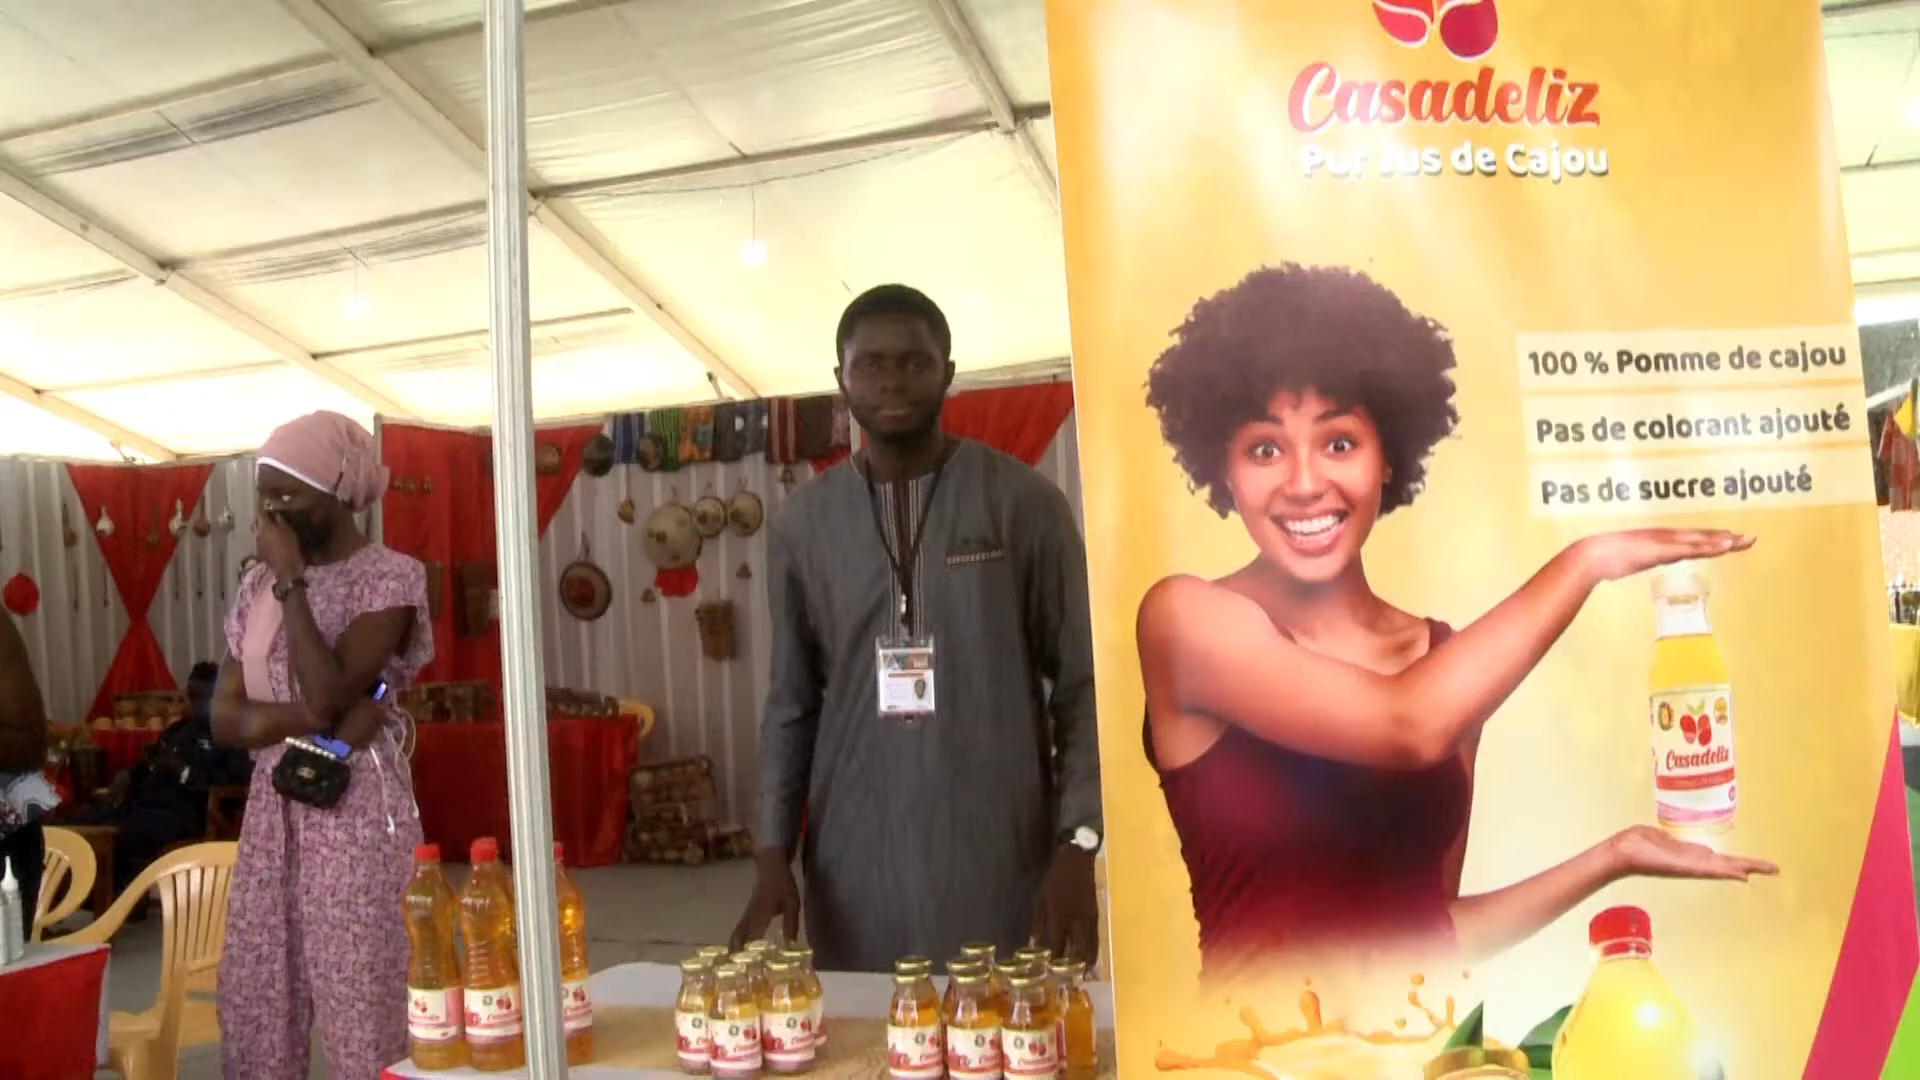 Casadeliz
Pur Jus de Cajou
100 % Pomme de cajou
Pas de colorant ajouté
Pas de sucre ajouté
Casadeliz